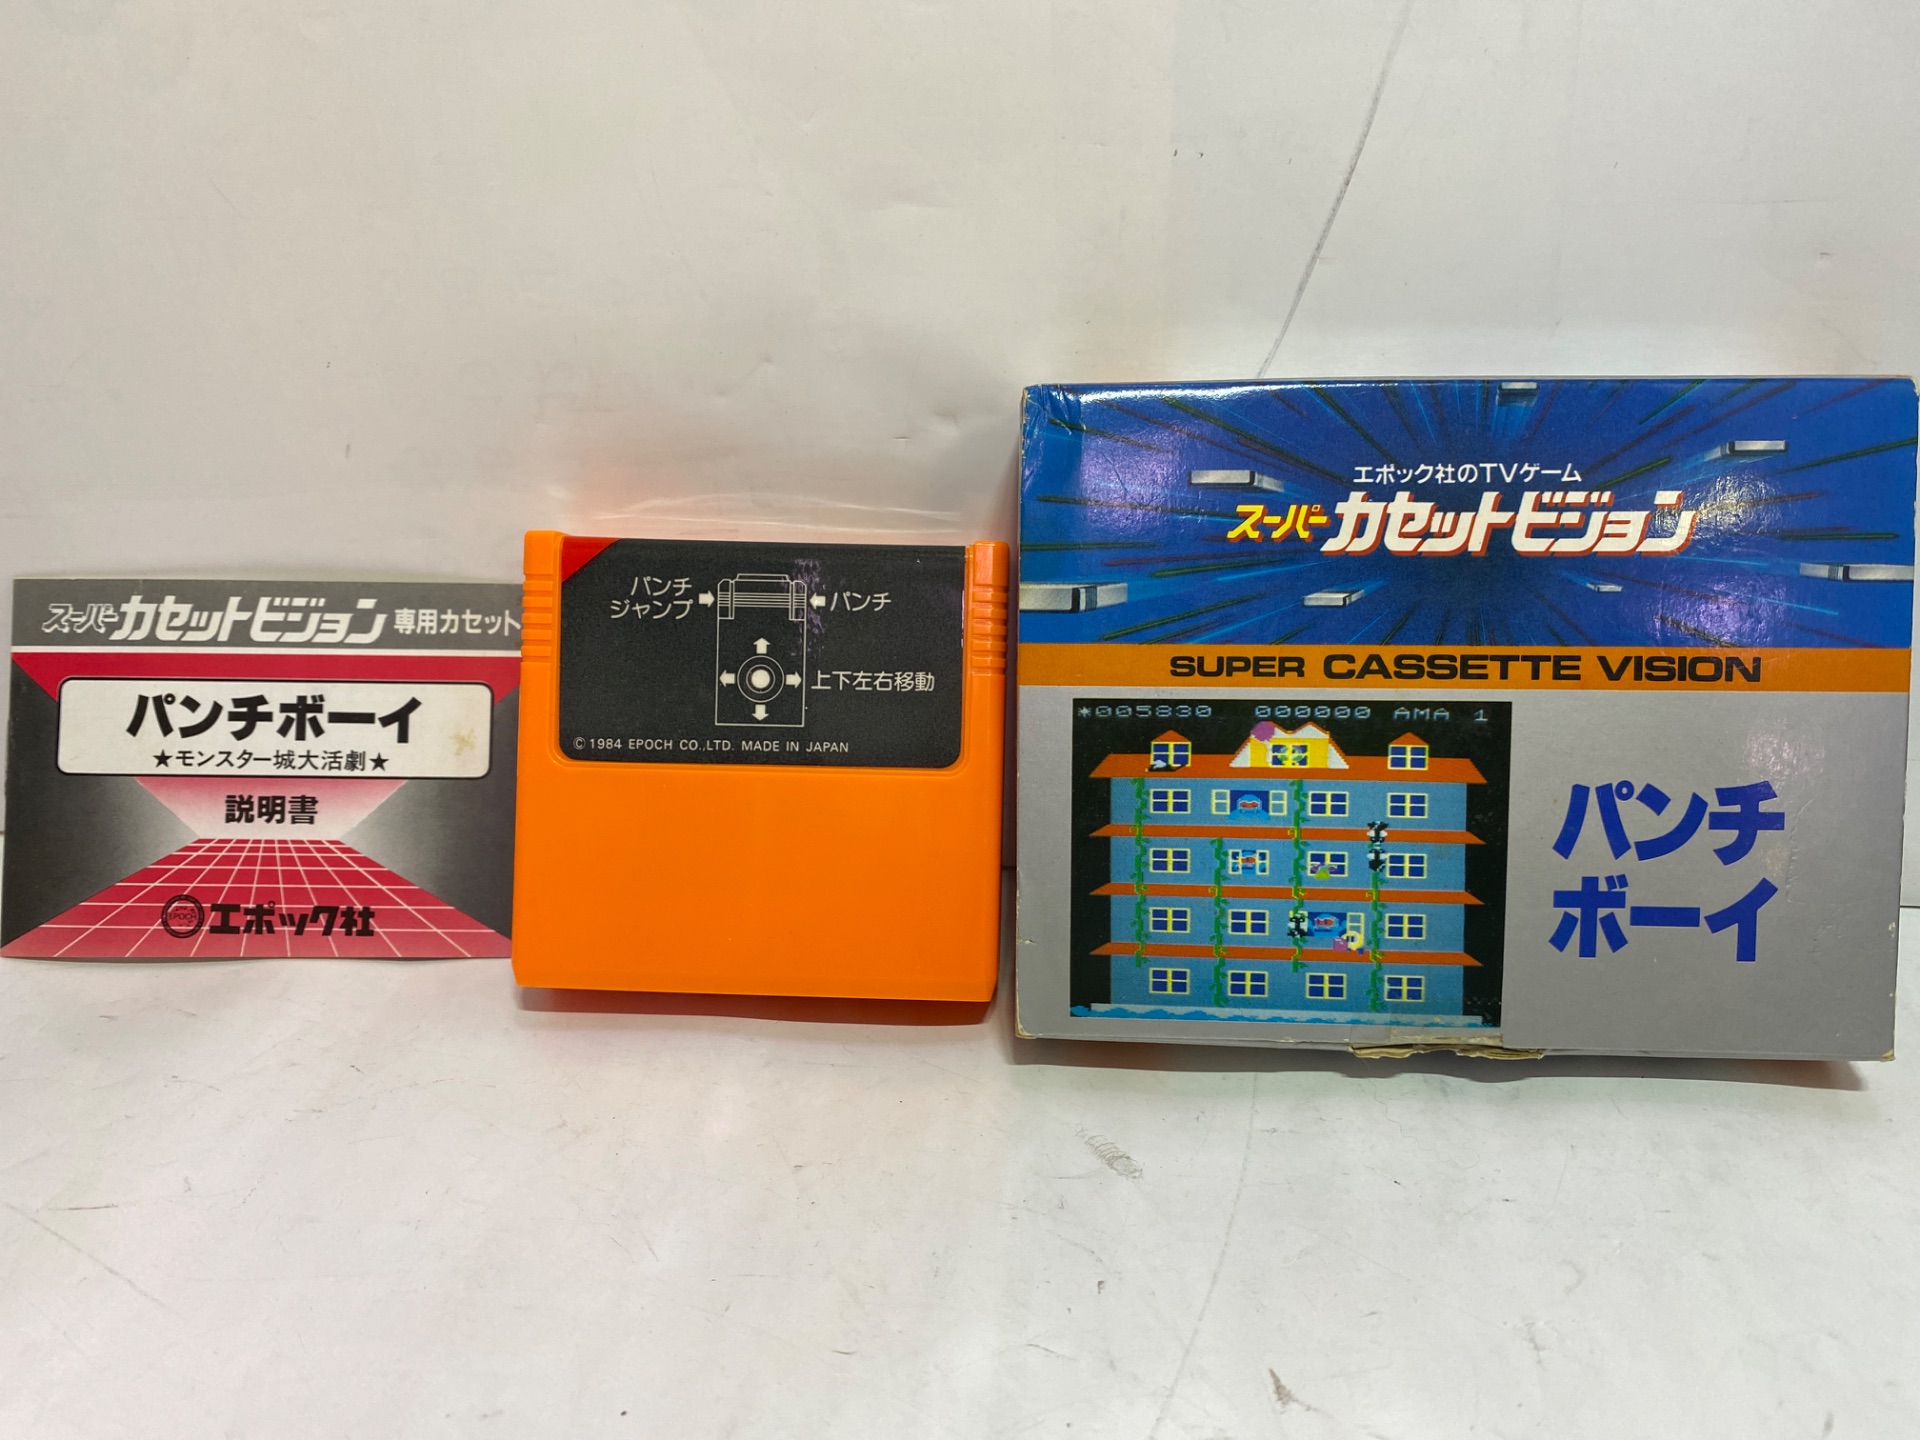 スーパーカセットビジョン 専用カセット
パンチボーイ
★モンスター城大活劇★
説明書
EPOCH
エポック社
パンチ
ジャンプ
パンチ
上下左右移動
© 1984 EPOCH CO.,LTD. MADE IN JAPAN
エポック社のTVゲーム
スーパーカセットビジョン
SUPER CASSETTE VISION
*005830 000000 AMA 1
パンチ
ボーイ